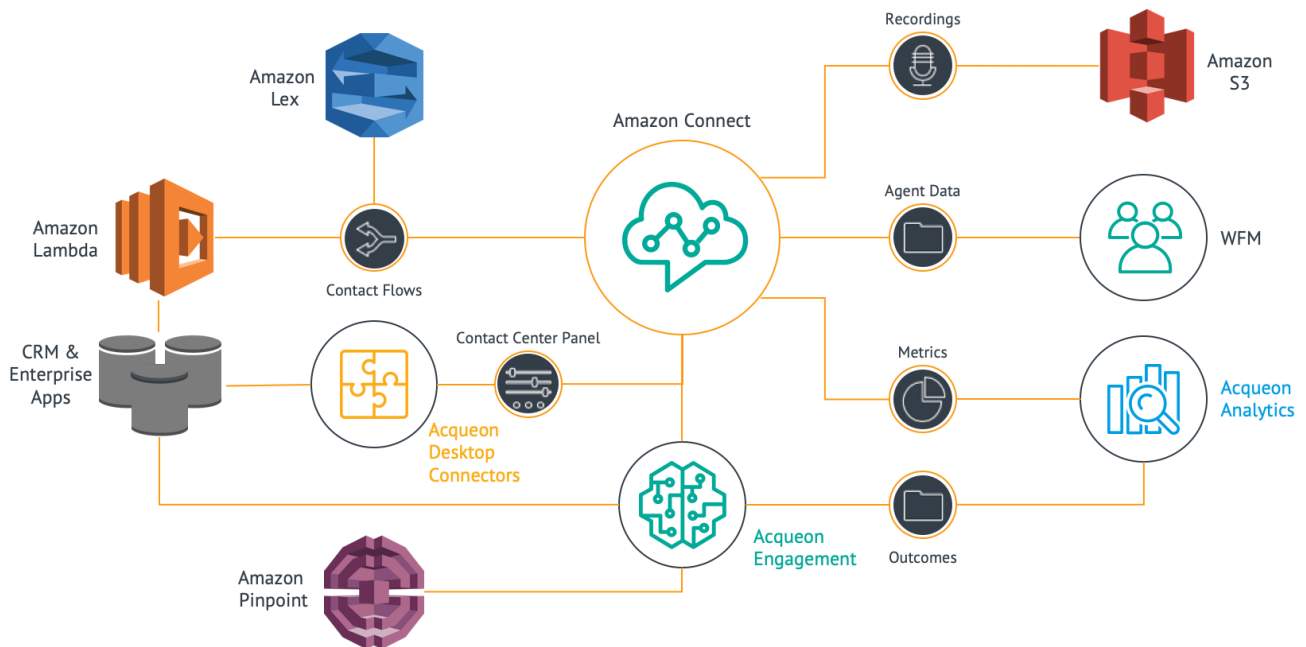 Recordings
Amazon
S3
Amazon
Lex
Amazon Connect
Agent Data
Amazon
Lambda
WFM
Contact Flows
Contact Center Panel
Metrics
CRM &
Enterprise
Apps
Acqueon
Analytics
Acqueon
Desktop
Connectors
Acqueon
Engagement
Outcomes
Amazon
Pinpoint